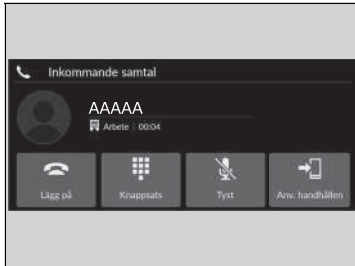 Inkommande samtal
AAAAA
Arbete | 00:04
Lägg på
Knappsats
Tyst
Anv. handhållen